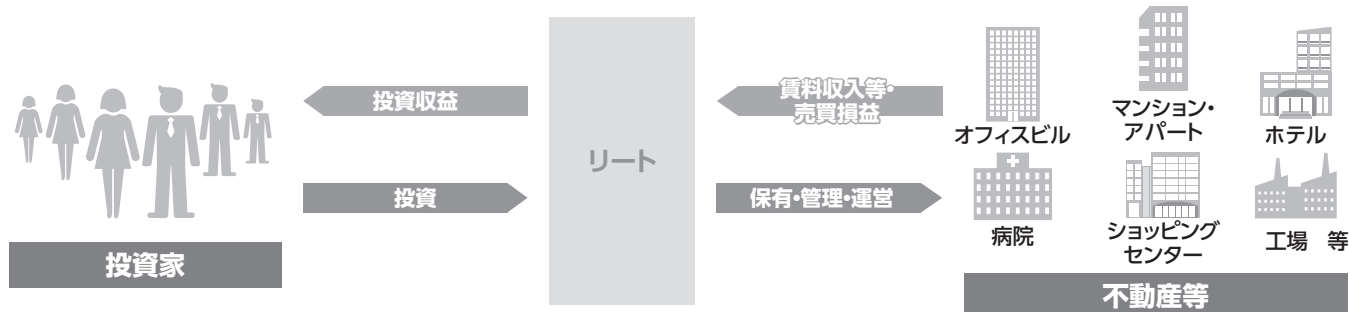 投資家
投資収益
投資
リート
賃料収入等・
売買損益
保有・管理・運営
オフィスビル
マンション・
アパート
ホテル
病院
ショッピング
センター
工場　等
不動産等